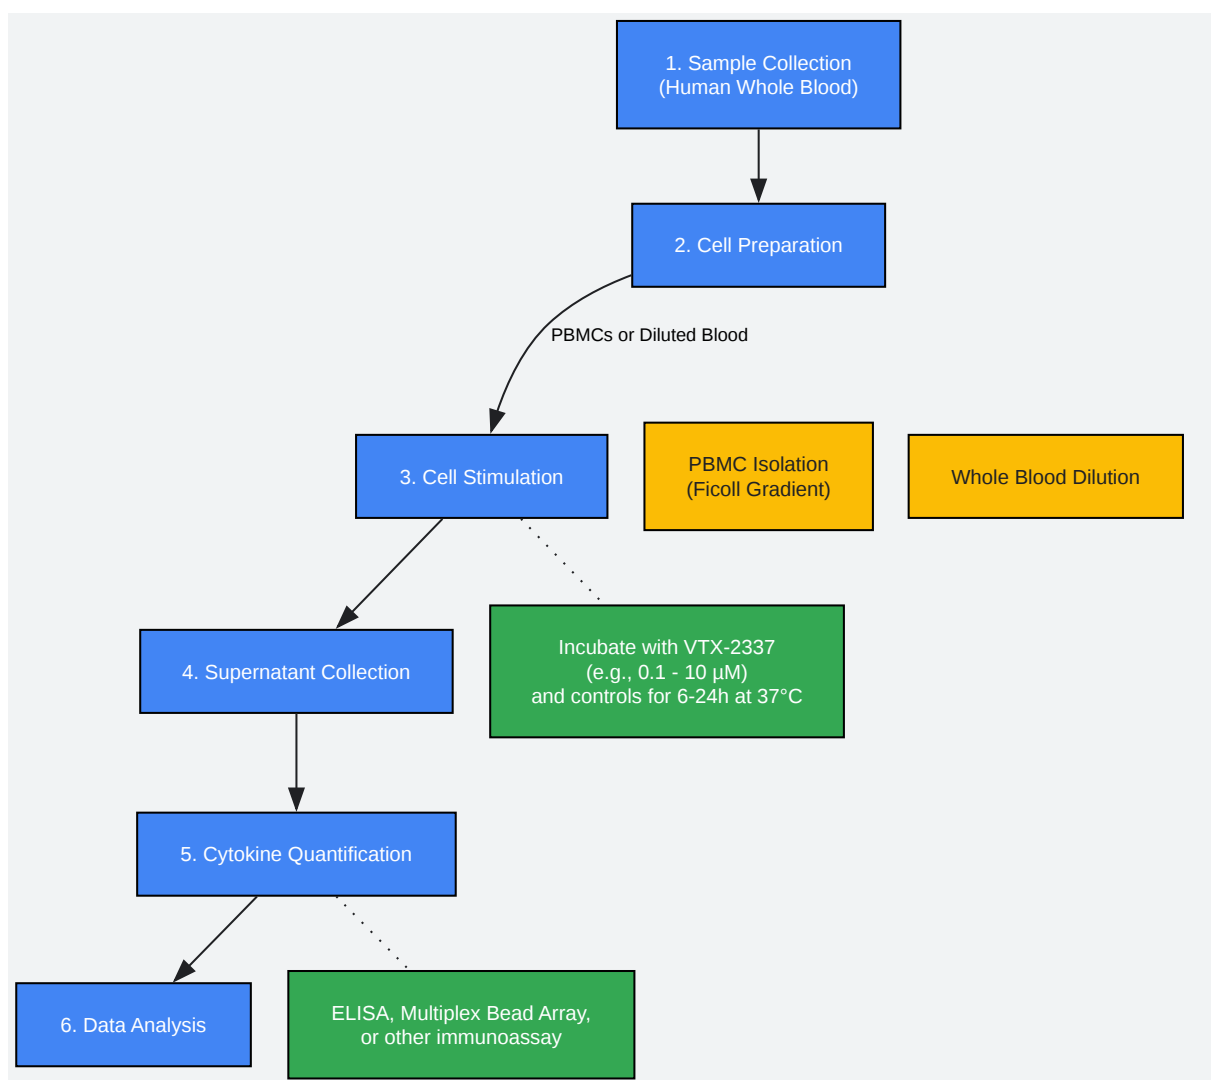 1. Sample Collection
(Human Whole Blood)
2. Cell Preparation
PBMCs or Diluted Blood
3. Cell Stimulation
PBMC Isolation
(Ficoll Gradient)
Whole Blood Dilution
4. Supernatant Collection
Incubate with VTX-2337
(e.g., 0.1 - 10 µM)
and controls for 6-24h at 37°C
5. Cytokine Quantification
6. Data Analysis
ELISA, Multiplex Bead Array,
or other immunoassay